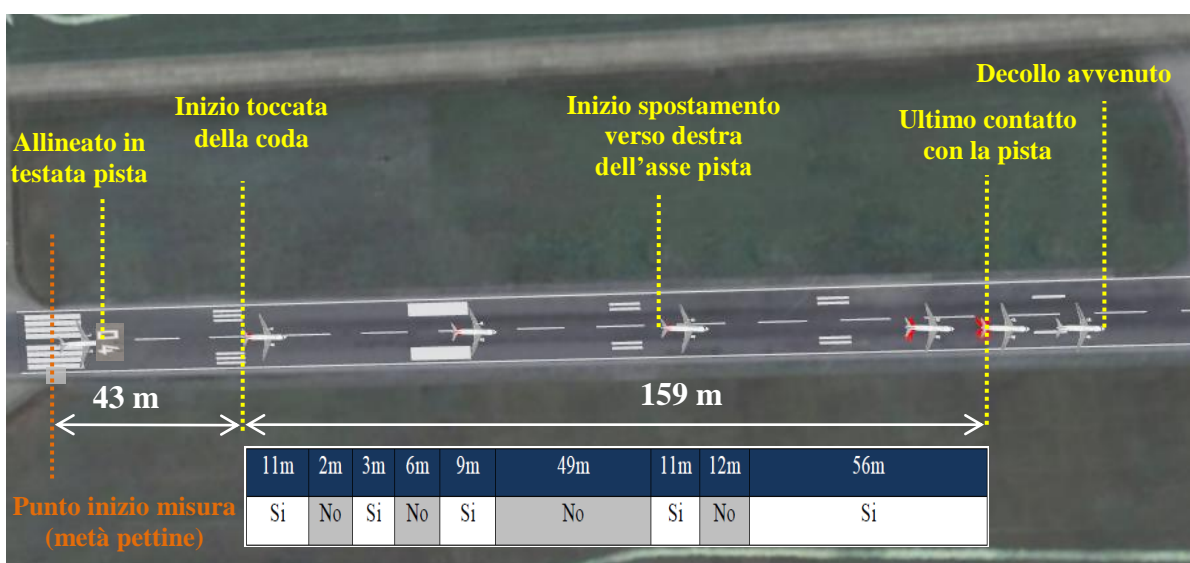 Decollo avvenuto
Inizio toccata
della coda
Inizio spostamento
verso destra
dell'asse pista
Ultimo contatto
con la pista
Allineato in
testata pista
04
43 m
159 m
11m 2m 3m 6m 9m 49m 11m 12m 56m
Si No Si No Si No Si No Si
Punto inizio misura
(metà pettine)